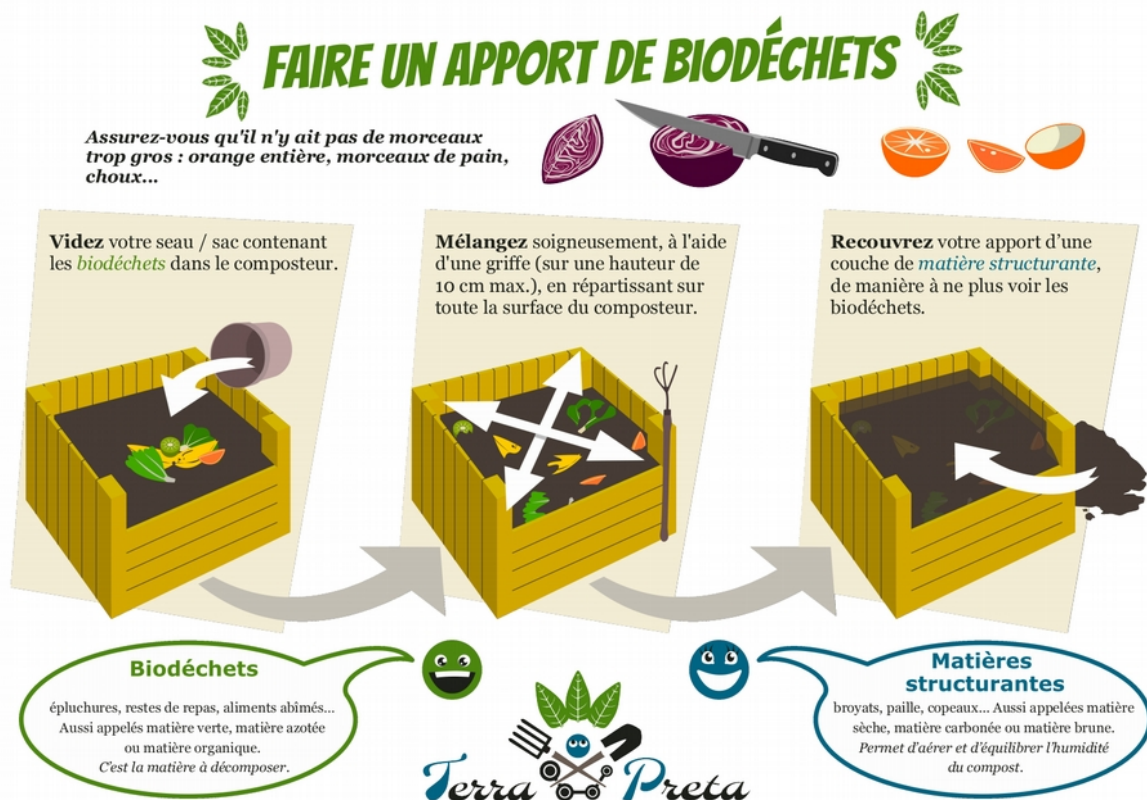 FAIRE UN APPORT DE BIODÉCHETS
Assurez-vous qu'il n'y ait pas de morceaux
trop gros : orange entière, morceaux de pain,
choux...
Videz votre seau / sac contenant
les biodéchets dans le composteur.
Mélangez soigneusement, à l'aide
d'une griffe (sur une hauteur de
10 cm max.), en répartissant sur
toute la surface du composteur.
Recouvrez votre apport d'une
couche de matière structurante,
de manière à ne plus voir les
biodéchets.
Biodéchets
épluchures, restes de repas, aliments abîmés...
Aussi appelés matière verte, matière azotée
ou matière organique.
C'est la matière à décomposer.
Matières
structurantes
broyats, paille, copeaux... Aussi appelées matière
sèche, matière carbonée ou matière brune.
Permet d'aérer et d'équilibrer l'humidité
du compost.
Terra Preta